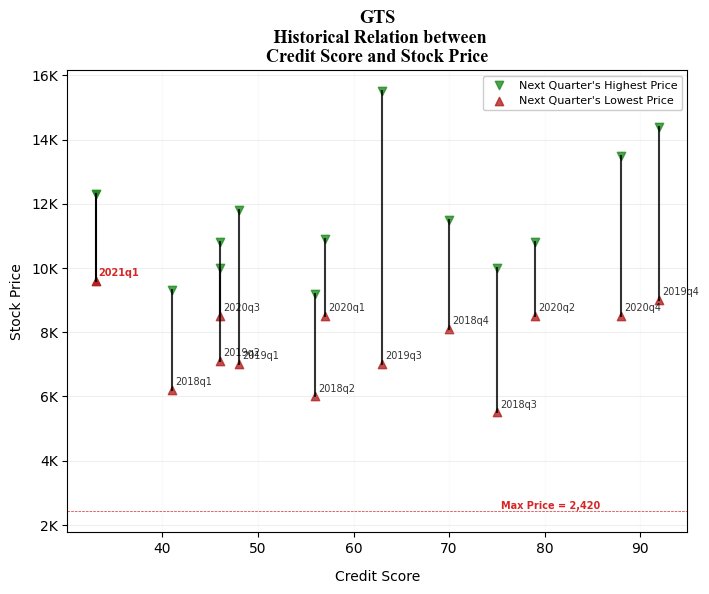 GTS
Historical Relation between
Credit Score and Stock Price
Next Quarter's Highest Price
Next Quarter's Lowest Price
Stock Price
16K
14K
12K
10K
8K
6K
4K
2K
2021q1
2018q1
2020q3
2019q2
2019q1
2018q2
2020q1
2019q3
2018q4
2018q3
2020q2
2020q4
2019q4
Max Price = 2,420
40
50
60
70
80
90
Credit Score